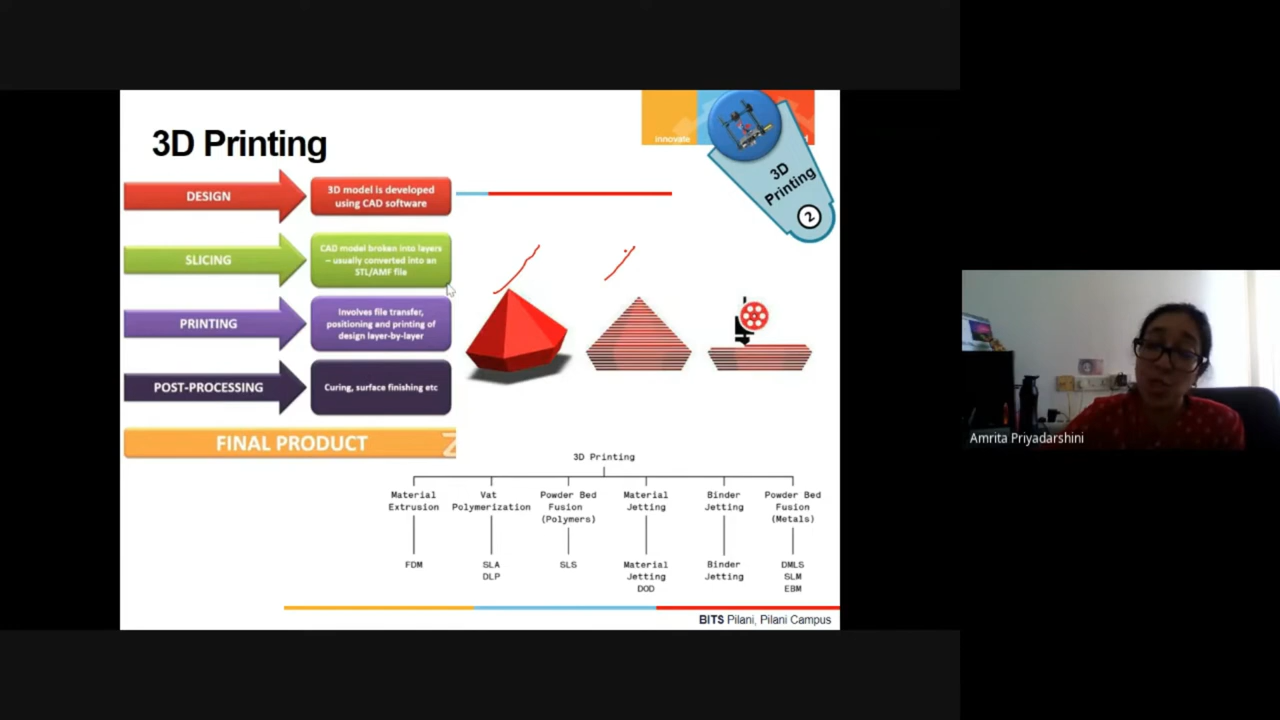 3D Printing
Innovate
3D
Printing
2
DESIGN
3D model is developed
using CAD software
SLICING
CAD model broken into layers
– usually converted into an
STL/AMF file
PRINTING
Involves file transfer,
positioning and printing of
design layer-by-layer
POST-PROCESSING
Curing, surface finishing etc
FINAL PRODUCT
Amrita Priyadarshini
3D Printing
Material
Extrusion
Vat
Polymerization
Powder Bed
Fusion
(Polymers)
Material
Jetting
Binder
Jetting
Powder Bed
Fusion
(Metals)
FDM
SLA
DLP
SLS
Material
Jetting
DOD
Binder
Jetting
DMLS
SLM
EBM
BITS Pilani, Pilani Campus